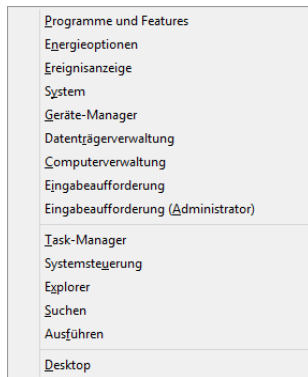 Programme und Features
Energieoptionen
Ereignisanzeige
System
Geräte-Manager
Datenträgerverwaltung
Computerverwaltung
Eingabeaufforderung
Eingabeaufforderung (Administrator)
Task-Manager
Systemsteuerung
Explorer
Suchen
Ausführen
Desktop